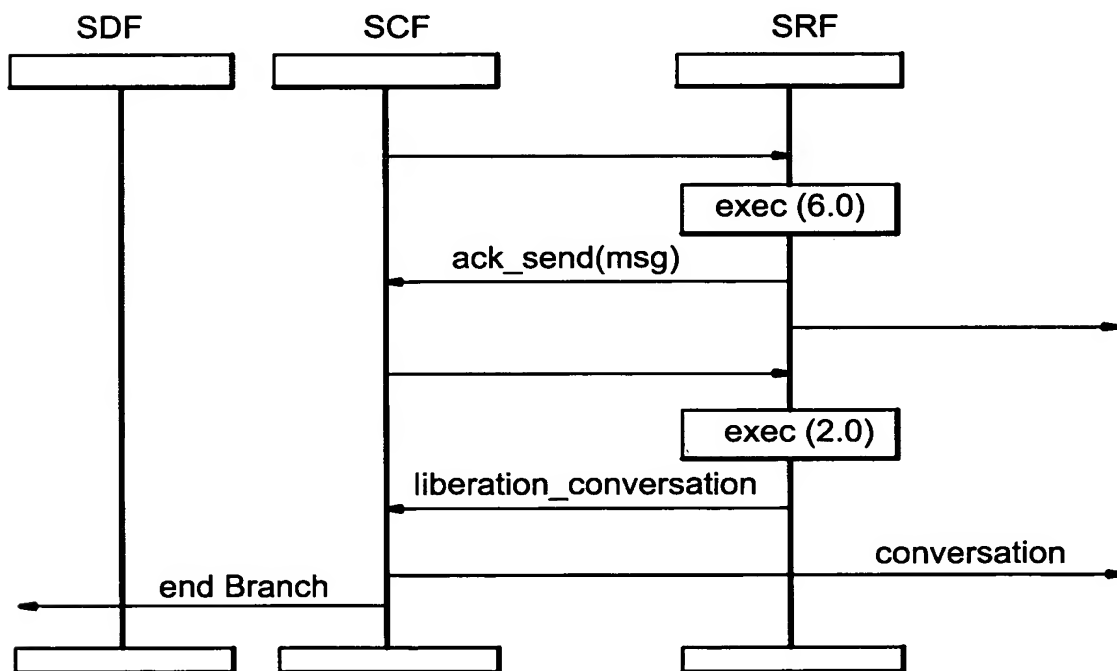 SDF SCF SRF
exec (6.0)
ack_send(msg)
exec (2.0)
liberation_conversation
conversation
end Branch